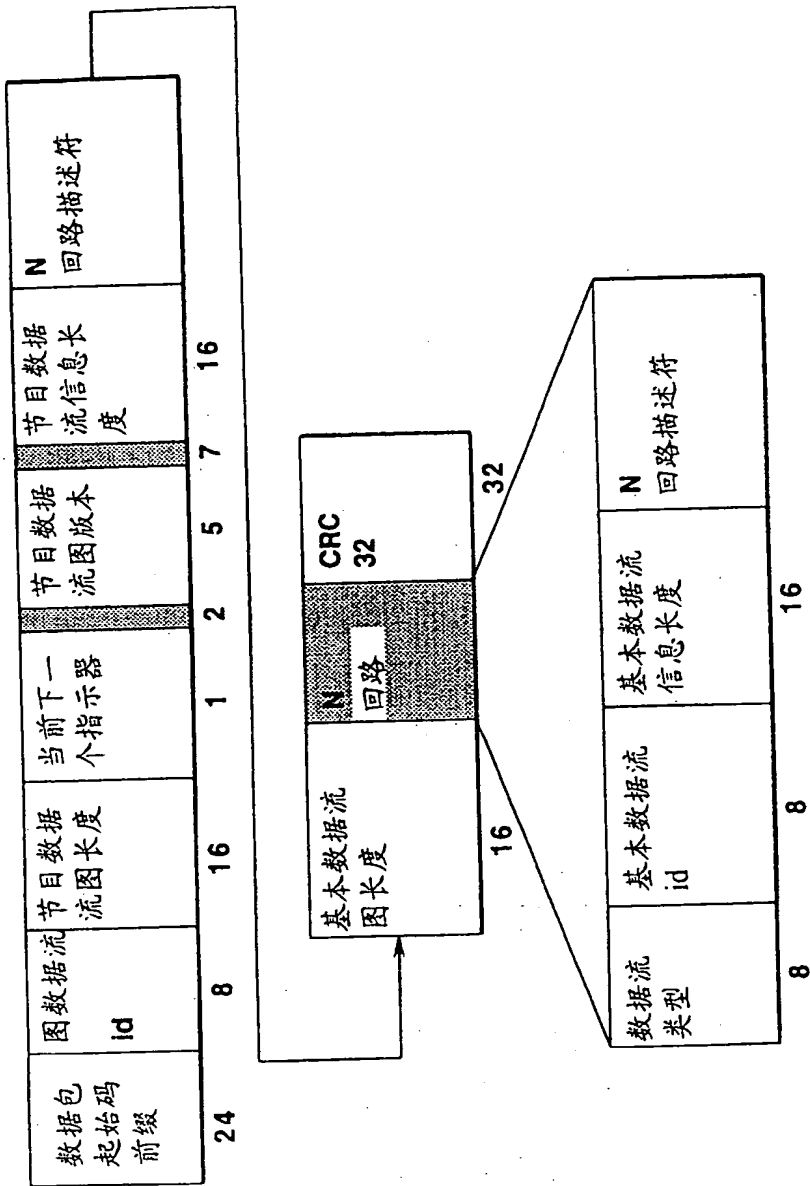 数据包
起始码
前缀
图数据流
id
节目数据
流图长度
当前下一
个指示器
节目数据
流图版本
节目数据
流信息长
度
N
回路描述符
24
8
16
1
2
5
7
16
基本数据流
图长度
N
回路
CRC
32
16
32
数据流
类型
基本数据流
id
基本数据流
信息长度
N
回路描述符
8
8
16